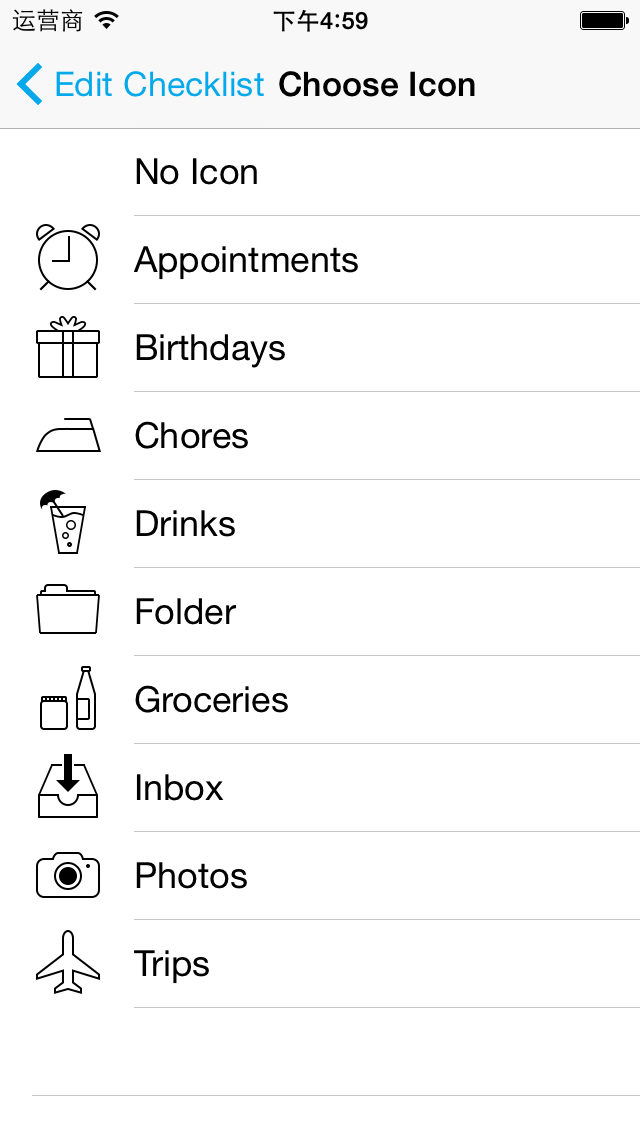 运营商 下午4:59
Edit Checklist Choose Icon
No Icon
Appointments
Birthdays
Chores
Drinks
Folder
Groceries
Inbox
Photos
Trips